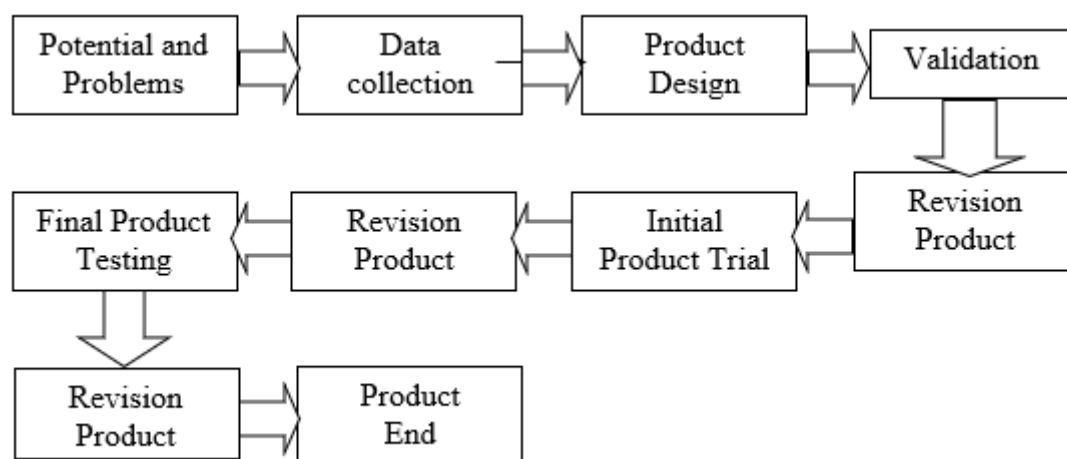 Potential and
Problems
Data
collection
Product
Design
Validation
Revision
Product
Initial
Product Trial
Revision
Product
Final Product
Testing
Revision
Product
Product
End